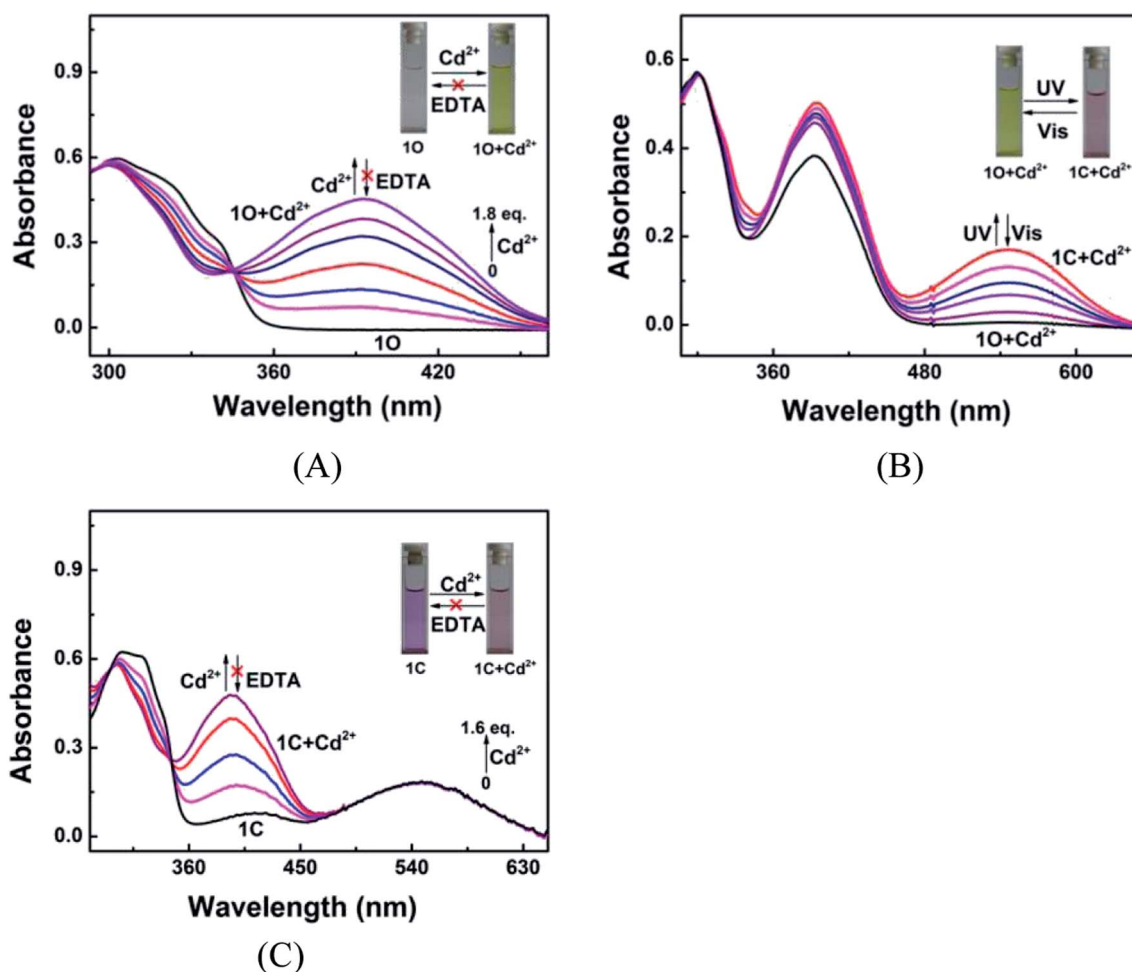 0.9
0.6
0.3
0.0
300
360
420
Absorbance
Wavelength (nm)
Cd²⁺
EDTA
1O
1O+Cd²⁺
Cd²⁺
EDTA
1O+Cd²⁺
1.8 eq.
Cd²⁺
0
1O
(A)
0.6
0.4
0.2
0.0
360
480
600
Absorbance
Wavelength (nm)
UV
Vis
1O+Cd²⁺
1C+Cd²⁺
UV
Vis
1C+Cd²⁺
1O+Cd²⁺
(B)
0.9
0.6
0.3
0.0
360
450
540
630
Absorbance
Wavelength (nm)
Cd²⁺
EDTA
1C
1C+Cd²⁺
Cd²⁺
EDTA
1C+Cd²⁺
1.6 eq.
Cd²⁺
0
1C
(C)